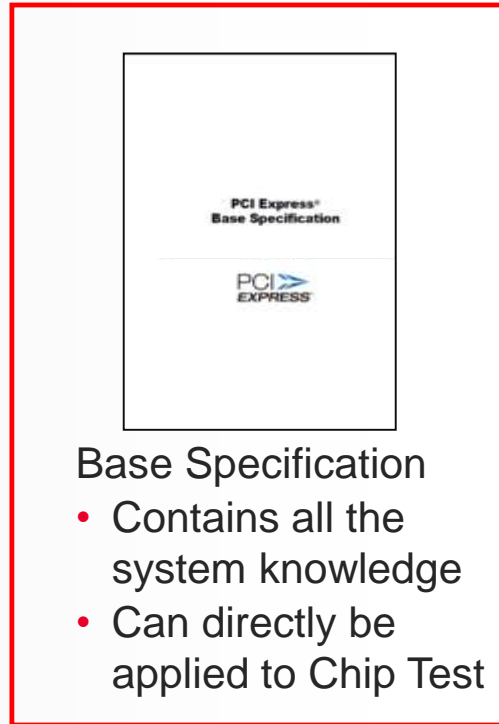 PCI Express®
Base Specification
PCI
EXPRESS
Base Specification
• Contains all the
system knowledge
• Can directly be
applied to Chip Test